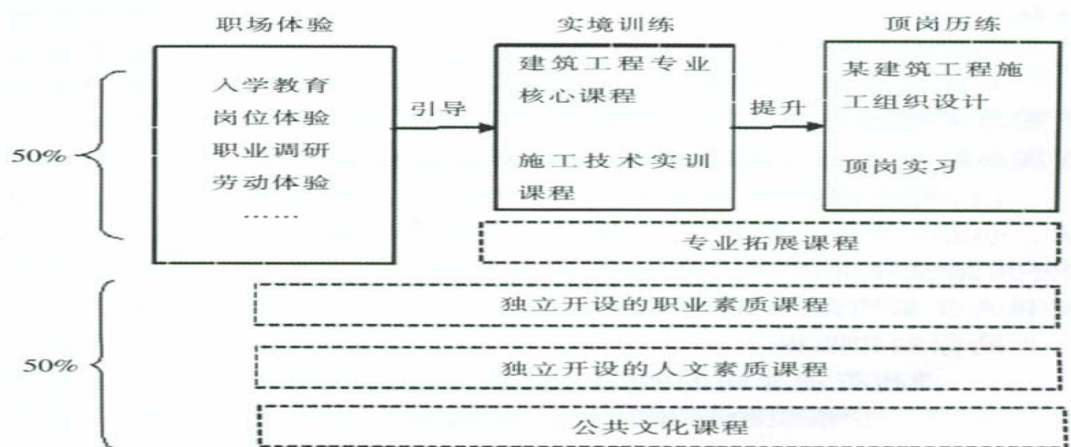 职场体验
实境训练
顶岗历练
50%
入学教育
岗位体验
职业调研
劳动体验
……
引导
建筑工程专业
核心课程
施工技术实训
课程
提升
某建筑工程施
工组织设计
顶岗实习
专业拓展课程
50%
独立开设的职业素质课程
独立开设的人文素质课程
公共文化课程